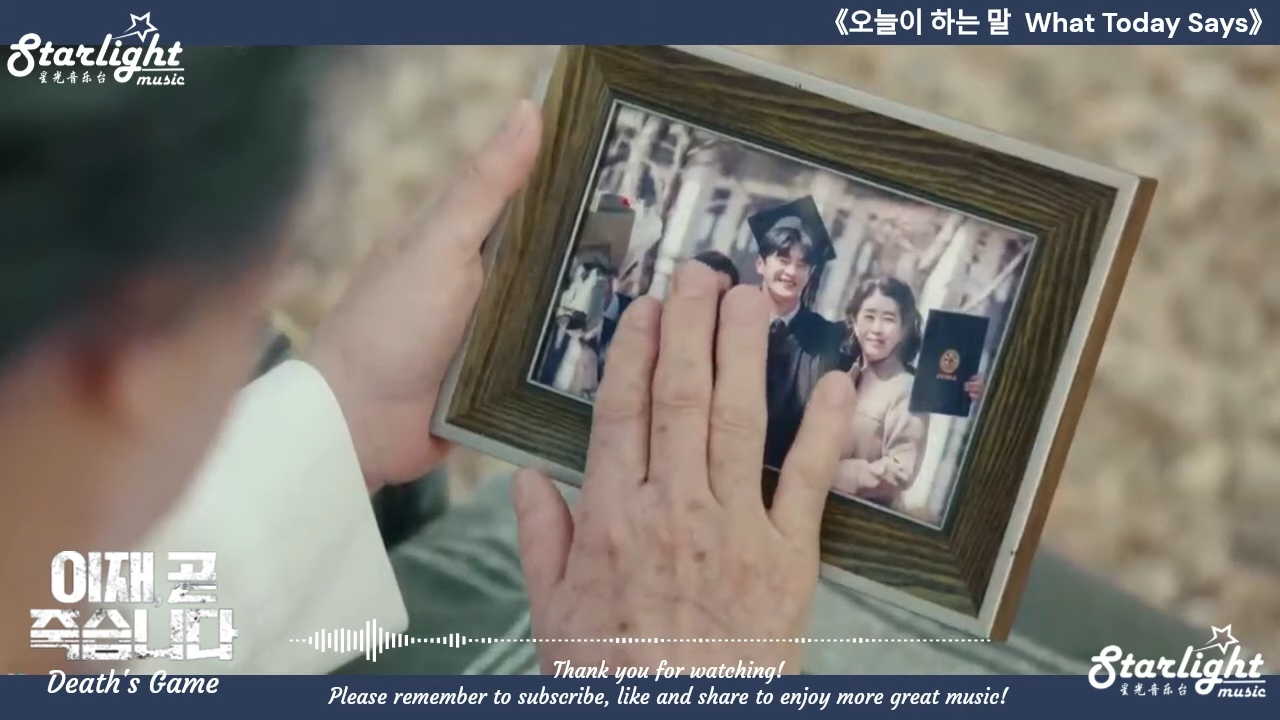 《오늘이 하는 말 What Today Says》
Starlight
星光音乐台 music
이재, 곧
죽습니다
Death's Game
Thank you for watching!
Please remember to subscribe, like and share to enjoy more great music!
Starlight
星光音乐台 music